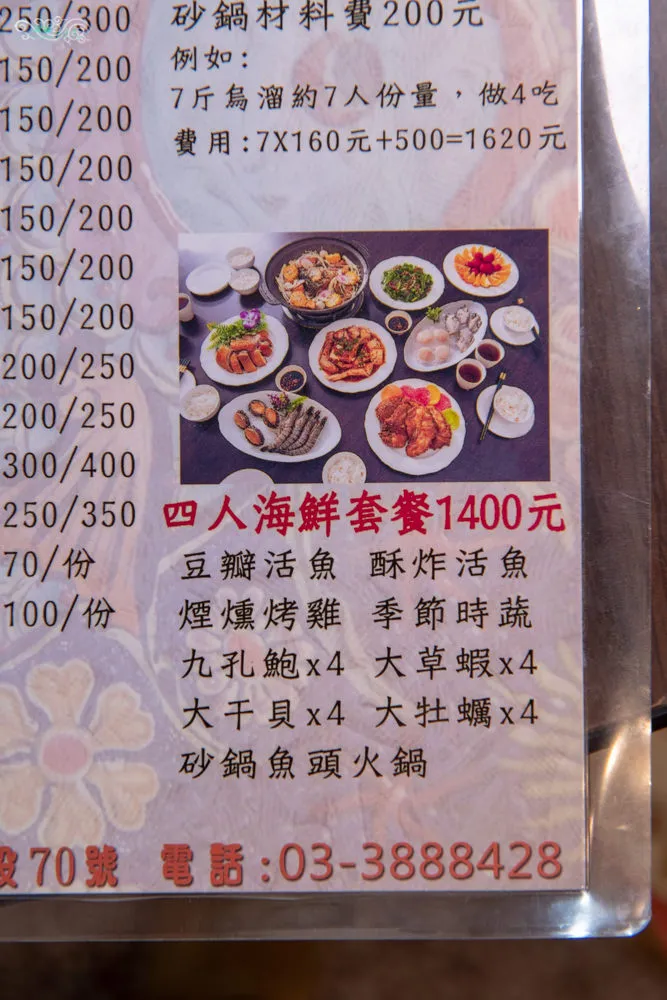 250/300
150/200
150/200
150/200
150/200
150/200
150/200
200/250
200/250
300/400
250/350
70/份
100/份
砂鍋材料費200元
例如:
7斤烏溜約7人份量，做4吃
費用:7X160元+500=1620元
四人海鮮套餐1400元
豆瓣活魚 酥炸活魚
煙燻烤雞 季節時蔬
九孔鮑x4 大草蝦x4
大干貝x4 大牡蠣x4
砂鍋魚頭火鍋
段70號 電話:03-3888428